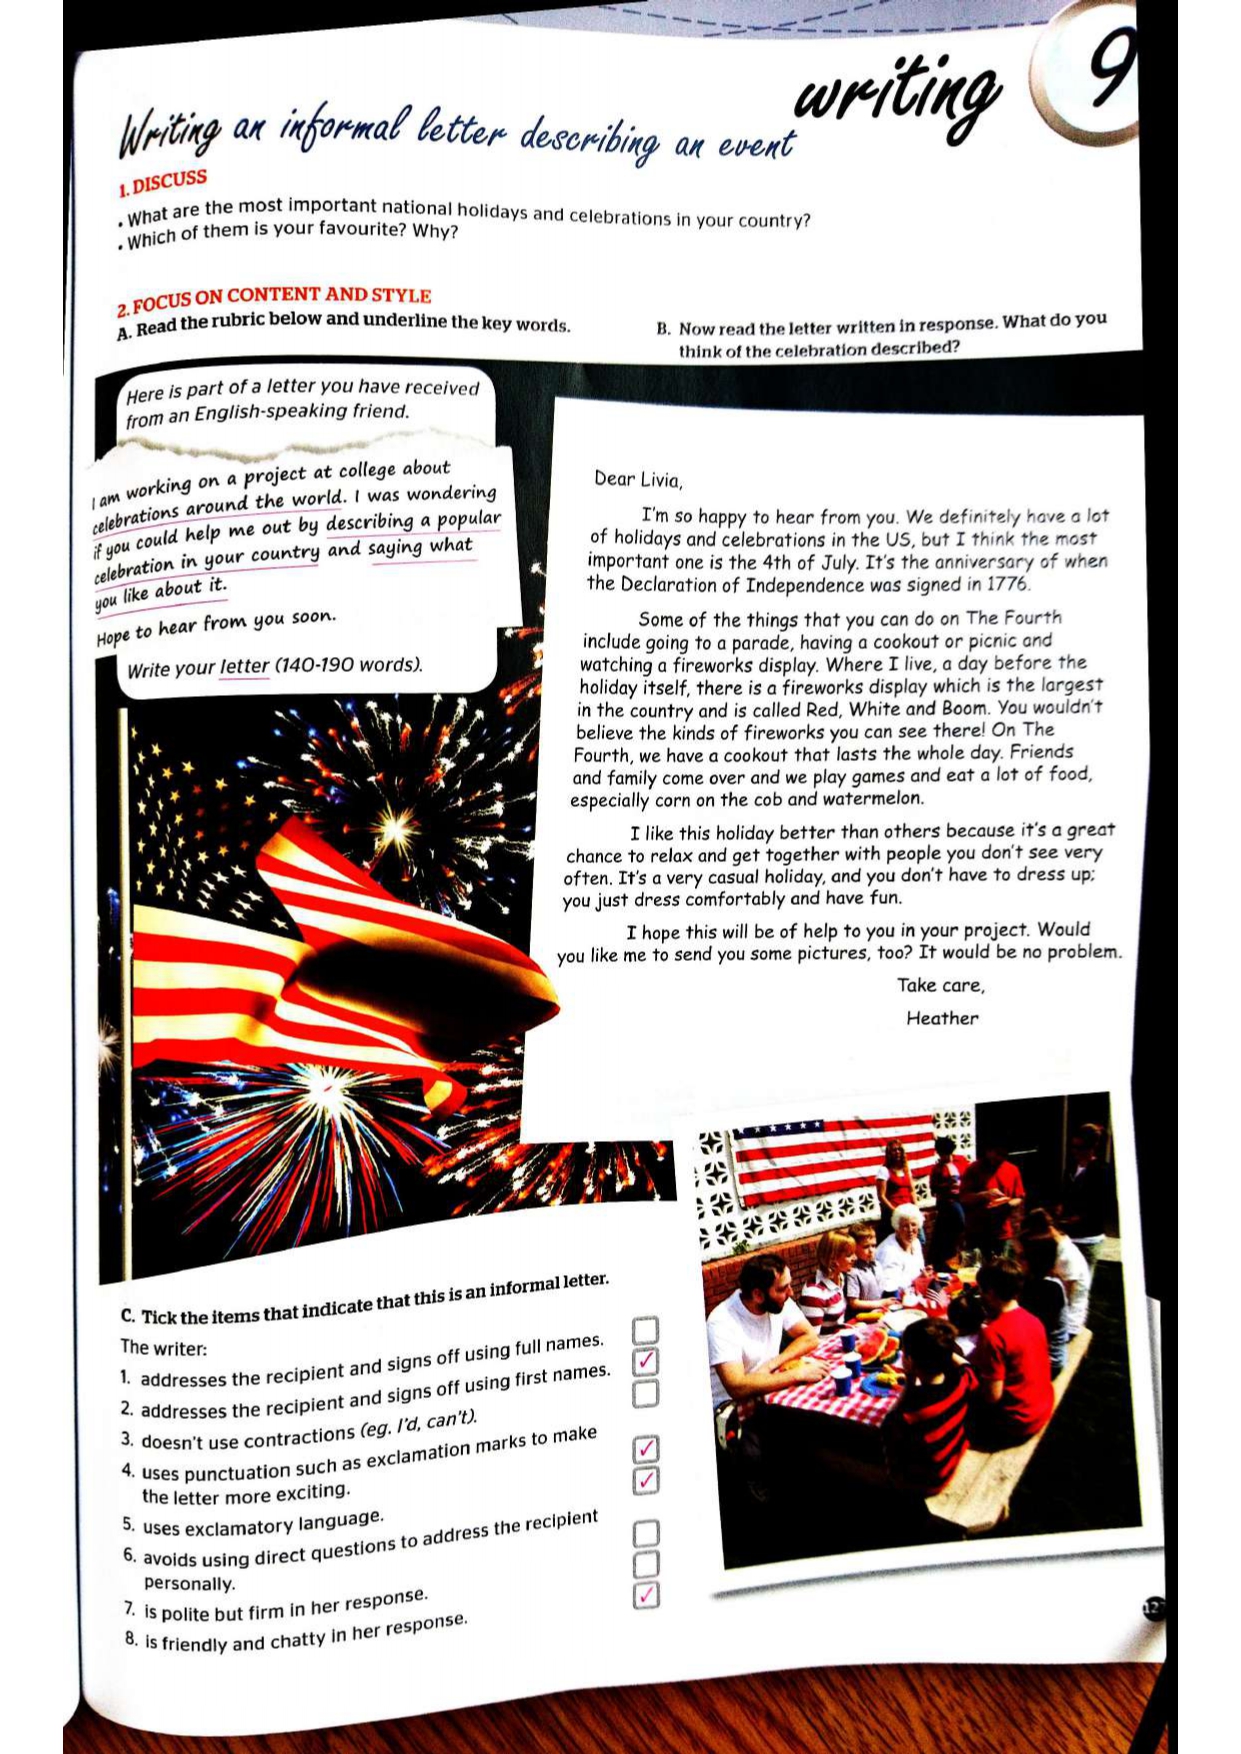 writing 9
Writing an informal letter describing an event
1. DISCUSS
. What are the most important national holidays and celebrations in your country?
. Which of them is your favourite? Why?
2. FOCUS ON CONTENT AND STYLE
A. Read the rubric below and underline the key words.
Here is part of a letter you have received
from an English-speaking friend.
I am working on a project at college about
celebrations around the world. I was wondering
if you could help me out by describing a popular
celebration in your country and saying what
you like about it.
Hope to hear from you soon.
Write your letter (140-190 words).
B. Now read the letter written in response. What do you
think of the celebration described?
Dear Livia,
I'm so happy to hear from you. We definitely have a lot
of holidays and celebrations in the US, but I think the most
important one is the 4th of July. It's the anniversary of when
the Declaration of Independence was signed in 1776.
Some of the things that you can do on The Fourth
include going to a parade, having a cookout or picnic and
watching a fireworks display. Where I live, a day before the
holiday itself, there is a fireworks display which is the largest
in the country and is called Red, White and Boom. You wouldn't
believe the kinds of fireworks you can see there! On The
Fourth, we have a cookout that lasts the whole day. Friends
and family come over and we play games and eat a lot of food,
especially corn on the cob and watermelon.
I like this holiday better than others because it's a great
chance to relax and get together with people you don't see very
often. It's a very casual holiday, and you don't have to dress up;
you just dress comfortably and have fun.
I hope this will be of help to you in your project. Would
you like me to send you some pictures, too? It would be no problem.
Take care,
Heather
C. Tick the items that indicate that this is an informal letter.
The writer:
1. addresses the recipient and signs off using full names.
2. addresses the recipient and signs off using first names.
3. doesn't use contractions (eg. I'd, can't).
4. uses punctuation such as exclamation marks to make
the letter more exciting.
5. uses exclamatory language.
6. avoids using direct questions to address the recipient
personally.
7. is polite but firm in her response.
8. is friendly and chatty in her response.